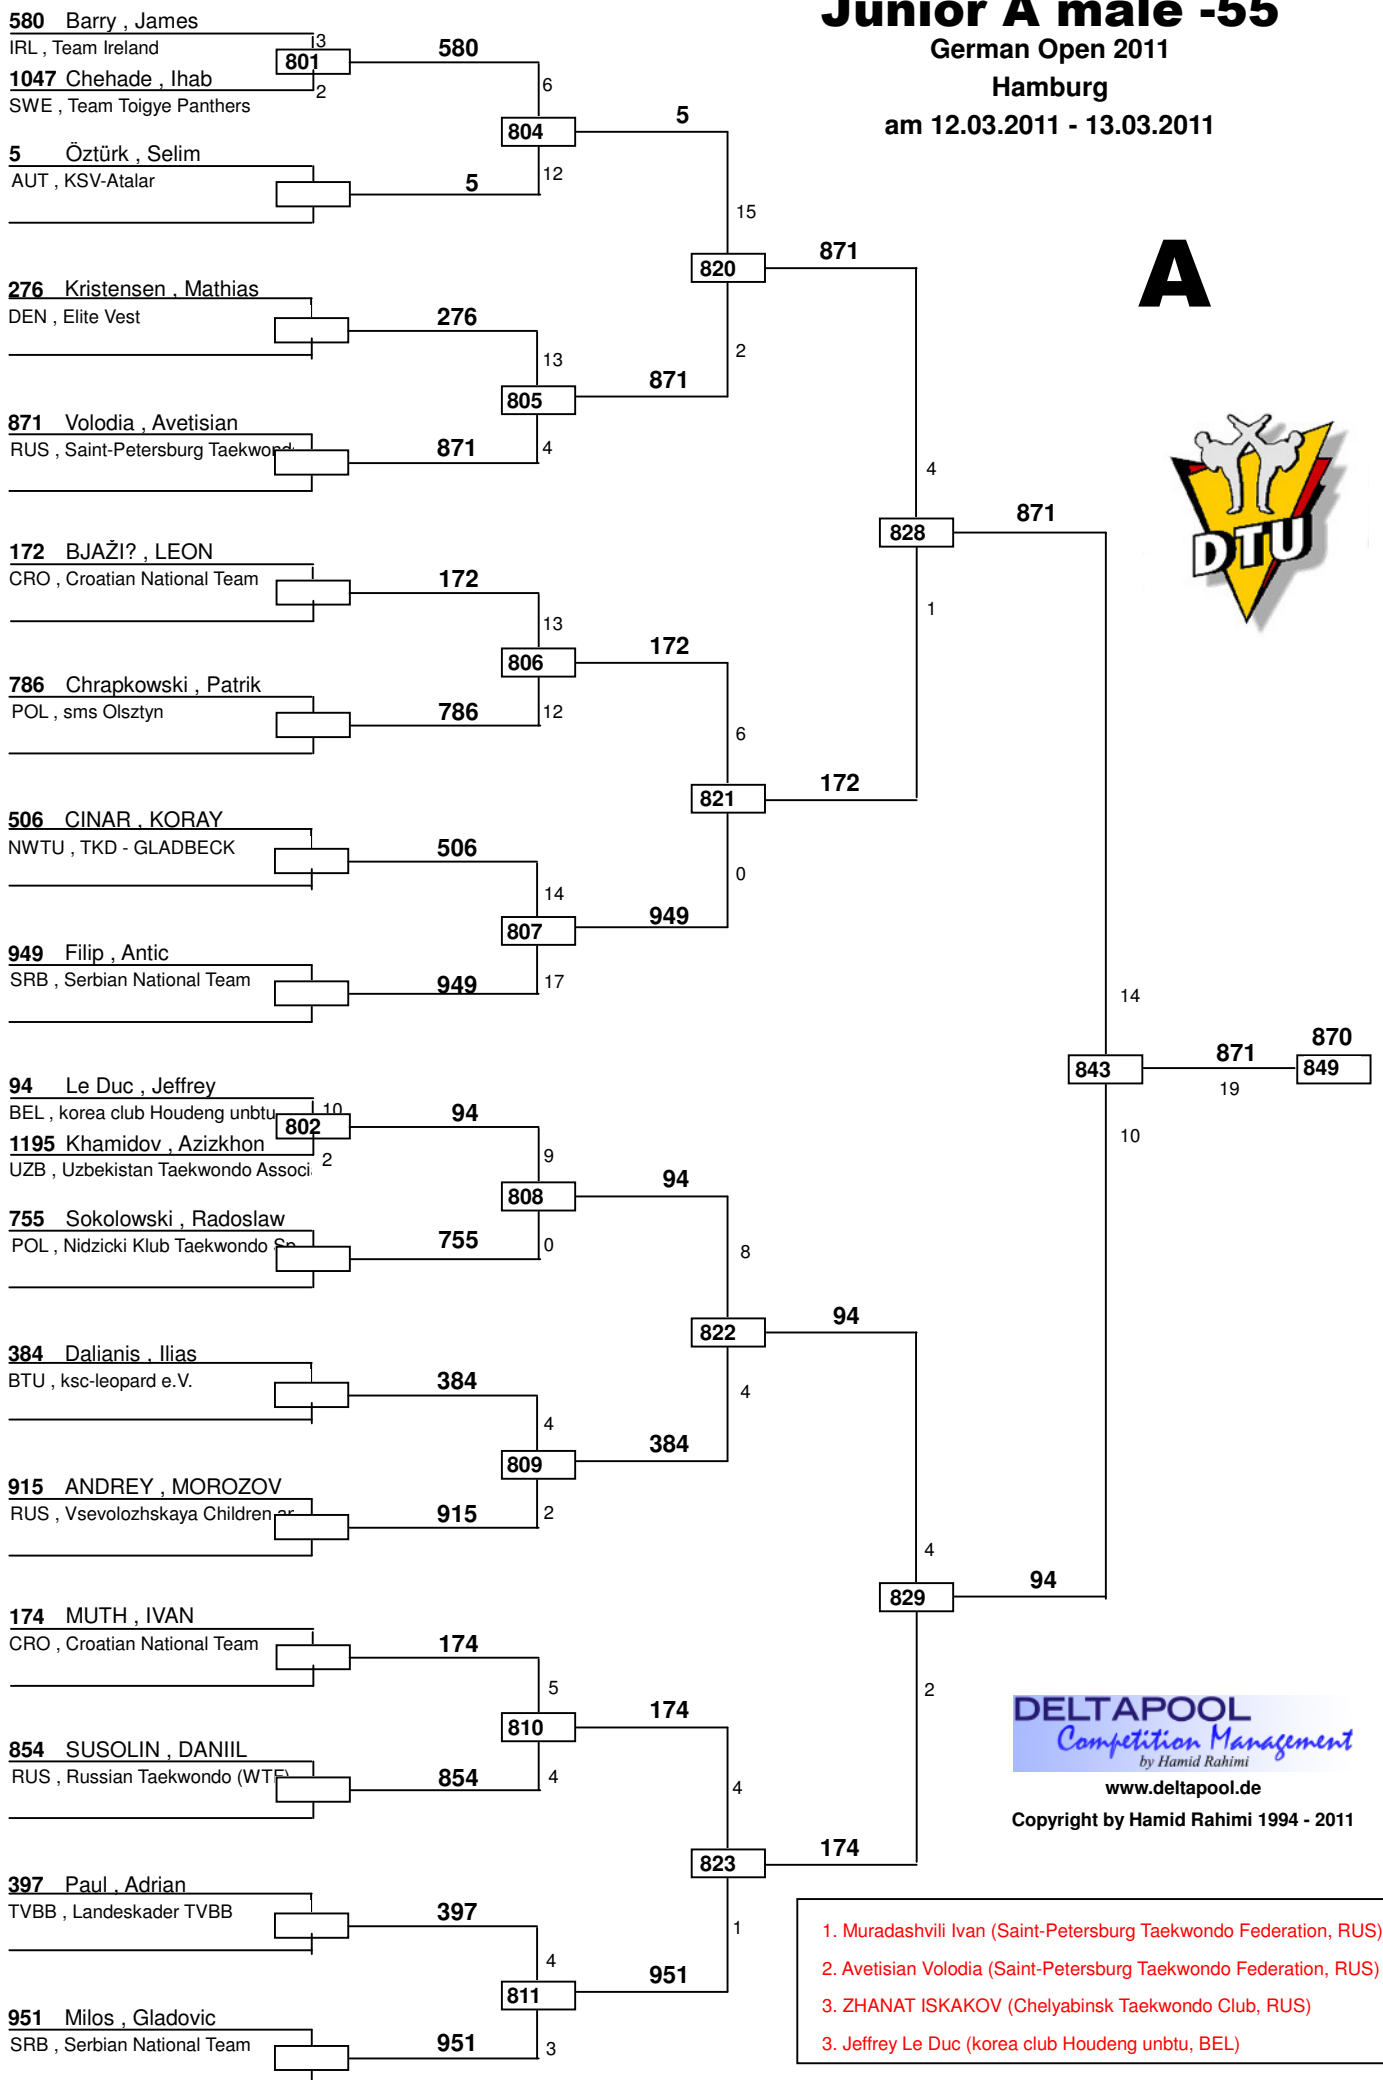 Junior A male -55
German Open 2011
Hamburg
am 12.03.2011 - 13.03.2011
A
DTU
580 Barry , James
IRL , Team Ireland
3
801
580
1047 Chehade , Ihab
2
SWE , Team Toigye Panthers
6
804
5
5 Öztürk , Selim
AUT , KSV-Atalar
5
12
15
820
871
276 Kristensen , Mathias
DEN , Elite Vest
276
13
2
805
871
871 Volodia , Avetisian
RUS , Saint-Petersburg Taekwond
871
4
4
828
871
172 BJAŽI? , LEON
CRO , Croatian National Team
172
13
1
806
172
786 Chrapkowski , Patrik
POL , sms Olsztyn
786
12
6
821
172
506 CINAR , KORAY
NWTU , TKD - GLADBECK
506
14
0
807
949
949 Filip , Antic
SRB , Serbian National Team
949
17
14
843
871
19
870
849
10
94 Le Duc , Jeffrey
BEL , korea club Houdeng unbtu
10
802
94
1195 Khamidov , Azizkhon
2
UZB , Uzbekistan Taekwondo Associ
9
808
94
755 Sokolowski , Radoslaw
POL , Nidzicki Klub Taekwondo Sp
755
0
8
822
94
384 Dalianis , Ilias
BTU , ksc-leopard e.V.
384
4
4
809
384
915 ANDREY , MOROZOV
RUS , Vsevolozhskaya Children ar
915
2
4
829
94
174 MUTH , IVAN
CRO , Croatian National Team
174
5
2
810
174
854 SUSOLIN , DANIIL
RUS , Russian Taekwondo (WTF)
854
4
4
823
174
397 Paul , Adrian
TVBB , Landeskader TVBB
397
4
1
811
951
951 Milos , Gladovic
SRB , Serbian National Team
951
3
DELTAPOOL
Competition Management
by Hamid Rahimi
www.deltapool.de
Copyright by Hamid Rahimi 1994 - 2011
1. Muradashvili Ivan (Saint-Petersburg Taekwondo Federation, RUS)
2. Avetisian Volodia (Saint-Petersburg Taekwondo Federation, RUS)
3. ZHANAT ISKAKOV (Chelyabinsk Taekwondo Club, RUS)
3. Jeffrey Le Duc (korea club Houdeng unbtu, BEL)